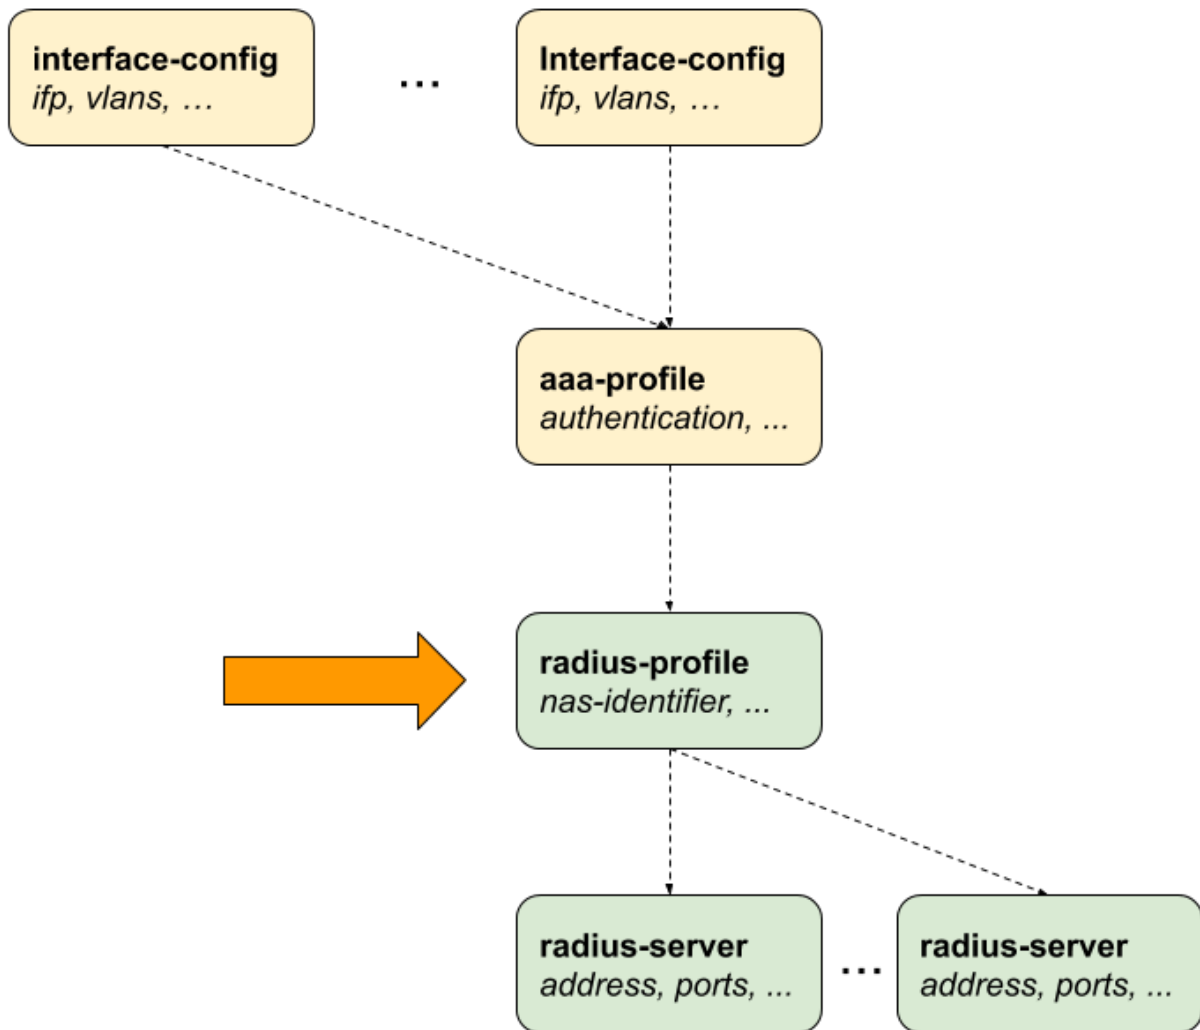 interface-config
ifp, vlans, …
...
Interface-config
ifp, vlans, …
aaa-profile
authentication, ...
radius-profile
nas-identifier, ...
radius-server
address, ports, ...
...
radius-server
address, ports, ...